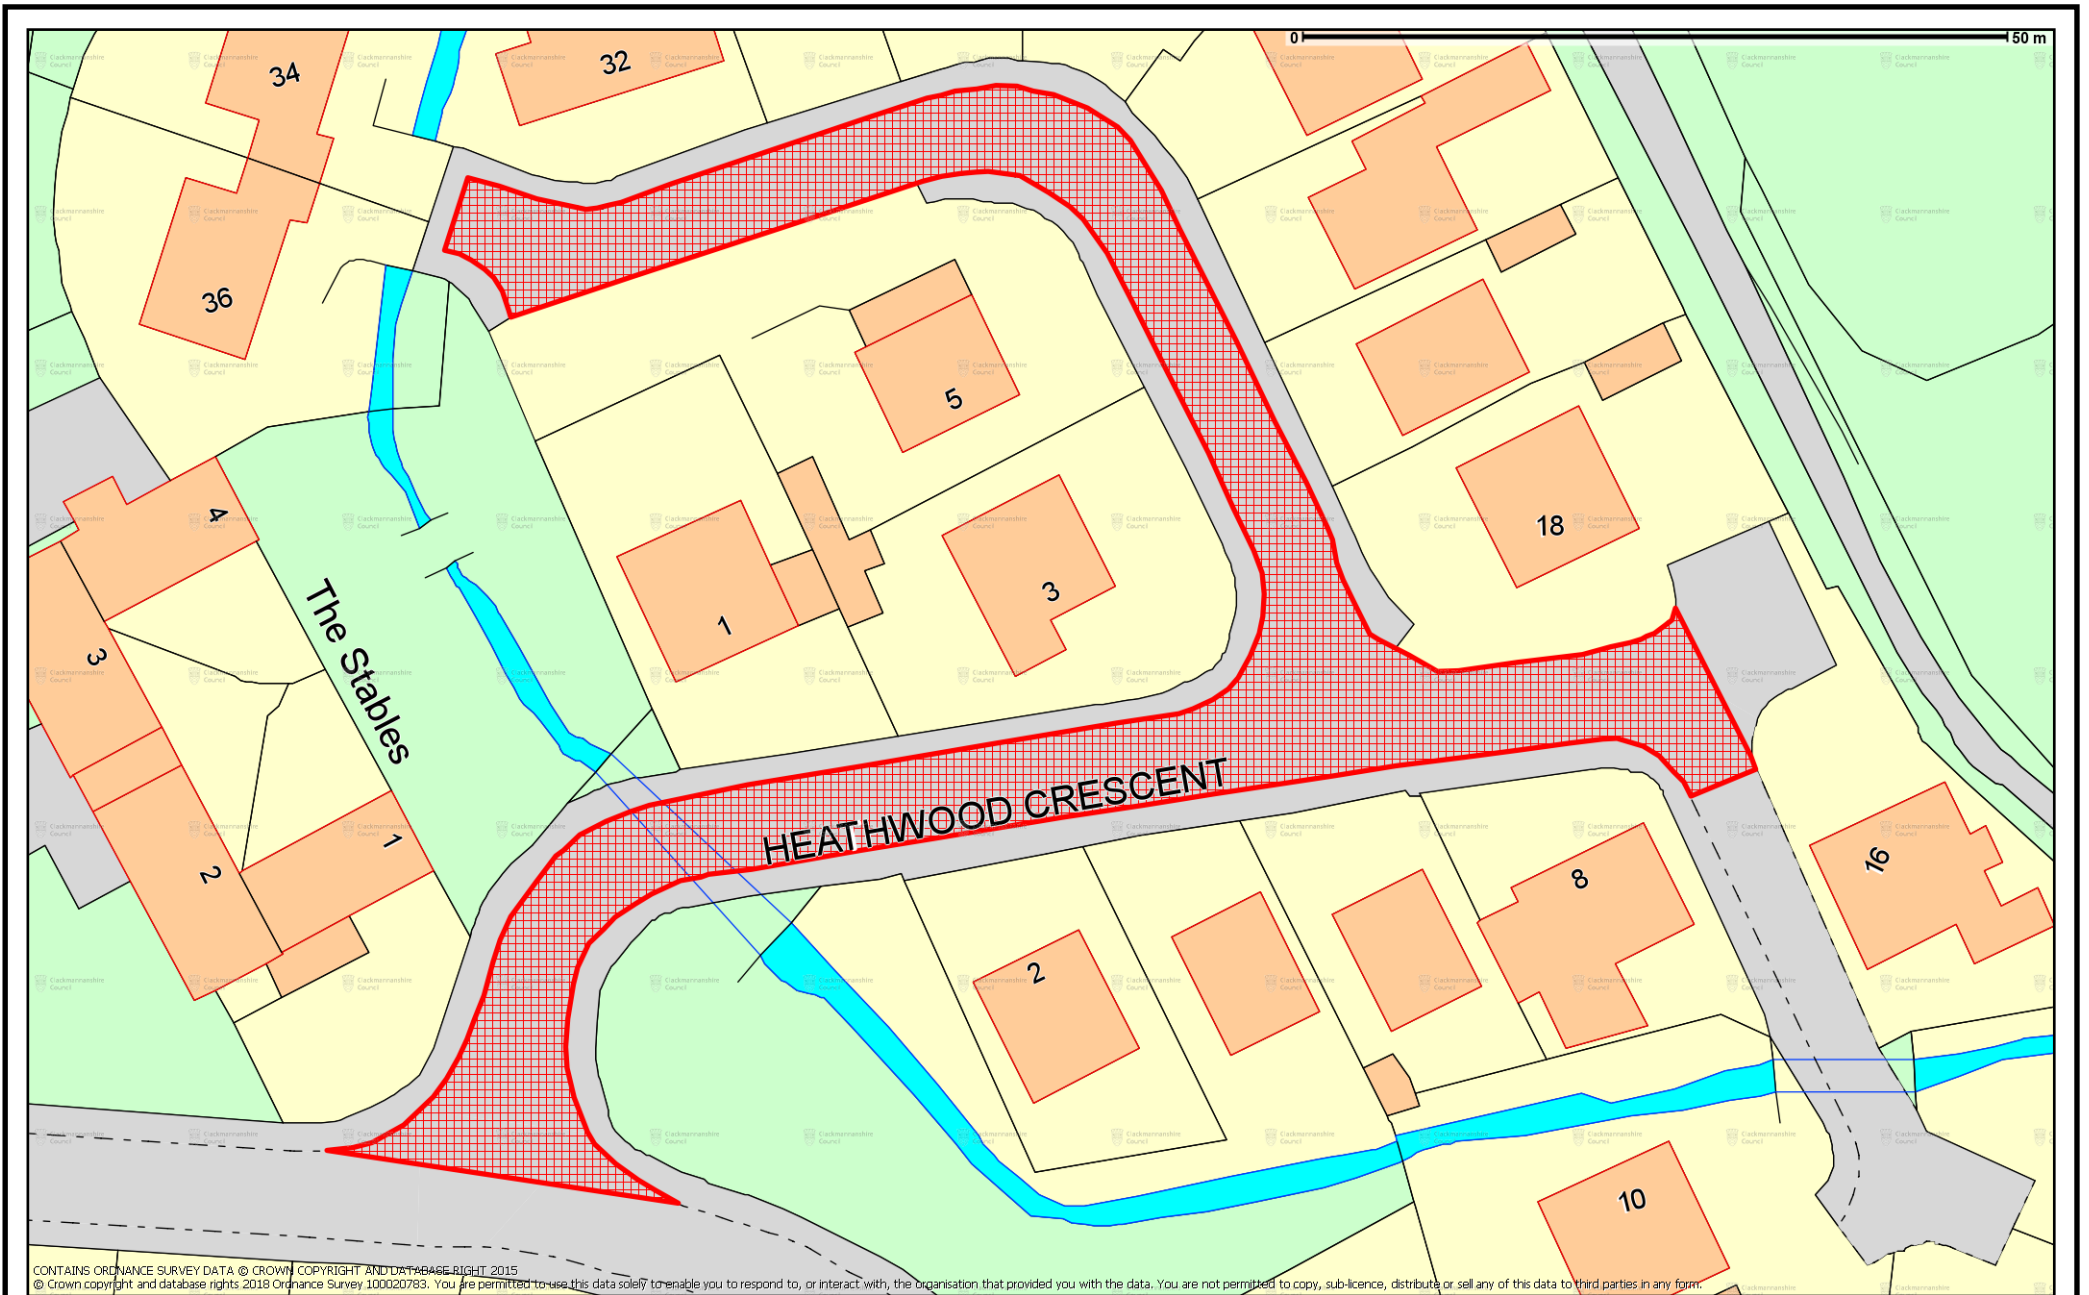 0
50 m
34
32
36
5
4
18
3
1
3
The Stables
HEATHWOOD CRESCENT
1
2
8
16
2
10
CONTAINS ORDNANCE SURVEY DATA © CROWN COPYRIGHT AND DATABASE RIGHT 2015
© Crown copyright and database rights 2018 Ordnance Survey 100020783. You are permitted to use this data solely to enable you to respond to, or interact with, the organisation that provided you with the data. You are not permitted to copy, sub-licence, distribute or sell any of this data to third parties in any form.
Clackmannanshire
Council